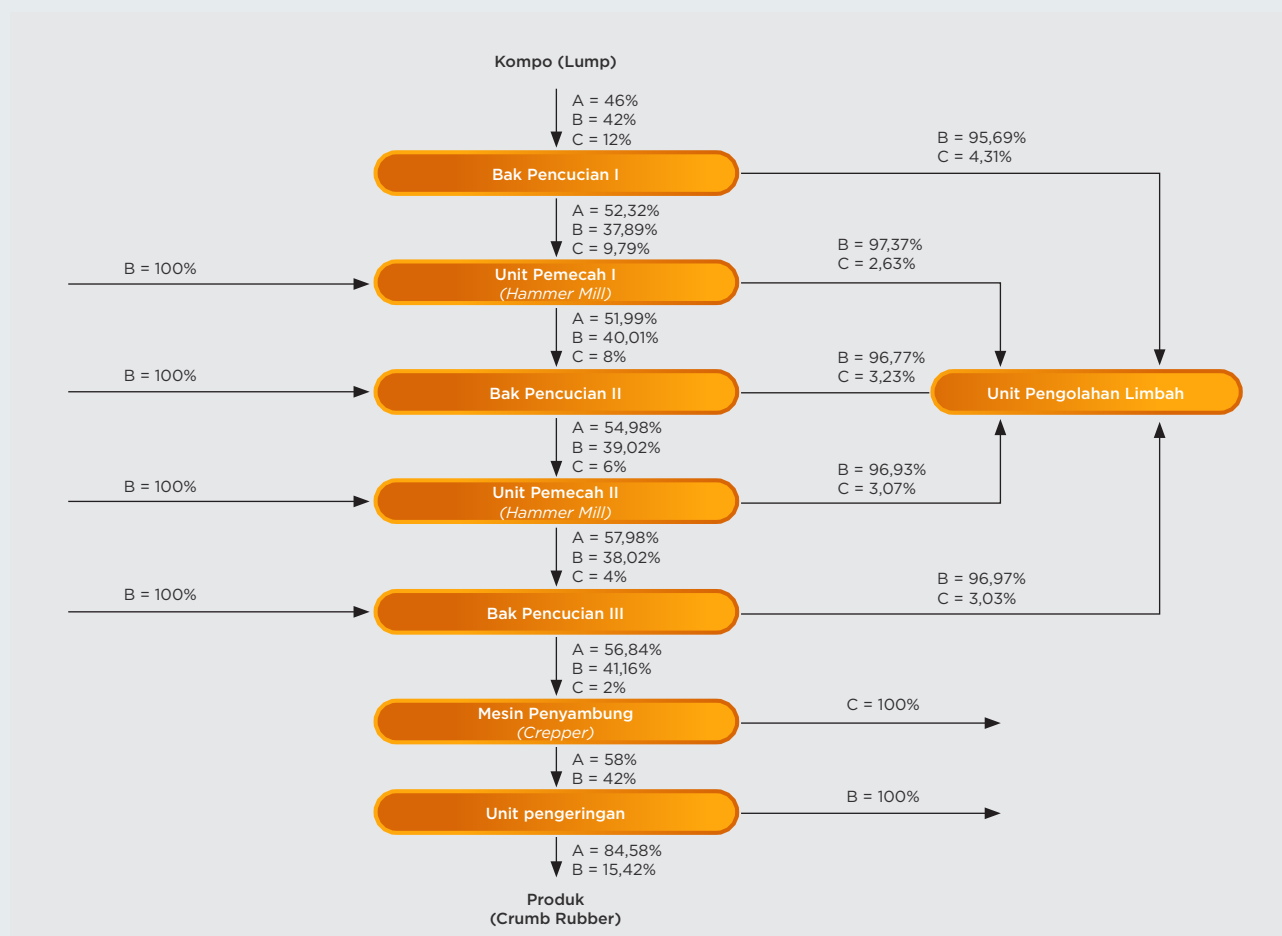 Kompo (Lump)
A = 46%
B = 42%
C = 12%
B = 95,69%
C = 4,31%
Bak Pencucian I
A = 52,32%
B = 37,89%
C = 9,79%
B = 97,37%
C = 2,63%
B = 100%
Unit Pemecah I
(Hammer Mill)
A = 51,99%
B = 40,01%
C = 8%
B = 96,77%
C = 3,23%
B = 100%
Bak Pencucian II
Unit Pengolahan Limbah
A = 54,98%
B = 39,02%
C = 6%
B = 96,93%
C = 3,07%
B = 100%
Unit Pemecah II
(Hammer Mill)
A = 57,98%
B = 38,02%
C = 4%
B = 96,97%
C = 3,03%
B = 100%
Bak Pencucian III
A = 56,84%
B = 41,16%
C = 2%
Mesin Penyambung
(Crepper)
C = 100%
A = 58%
B = 42%
B = 100%
Unit pengeringan
A = 84,58%
B = 15,42%
Produk
(Crumb Rubber)